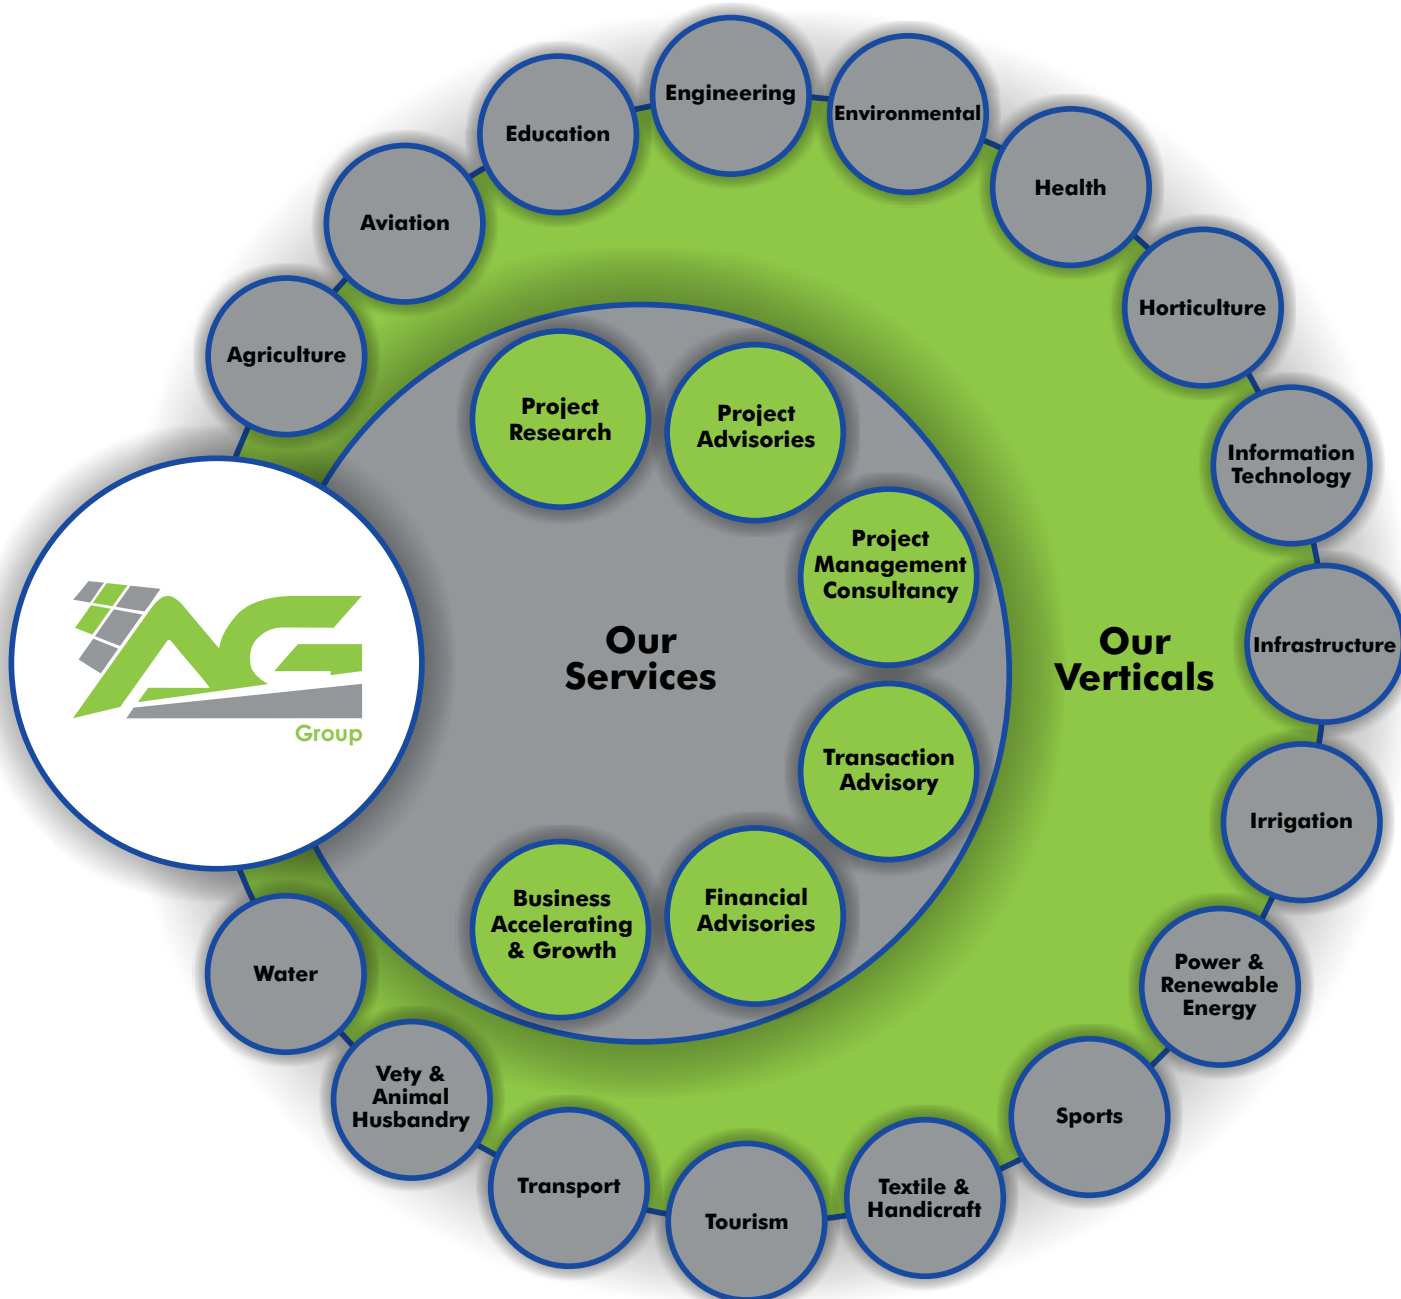 Engineering
Environmental
Education
Health
Aviation
Horticulture
Agriculture
Information
Technology
Infrastructure
Irrigation
Power &
Renewable
Energy
Sports
Textile &
Handicraft
Tourism
Transport
Vety &
Animal
Husbandry
Water
AG
Group
Project
Research
Project
Advisories
Project
Management
Consultancy
Transaction
Advisory
Financial
Advisories
Business
Accelerating
& Growth
Our
Services
Our
Verticals